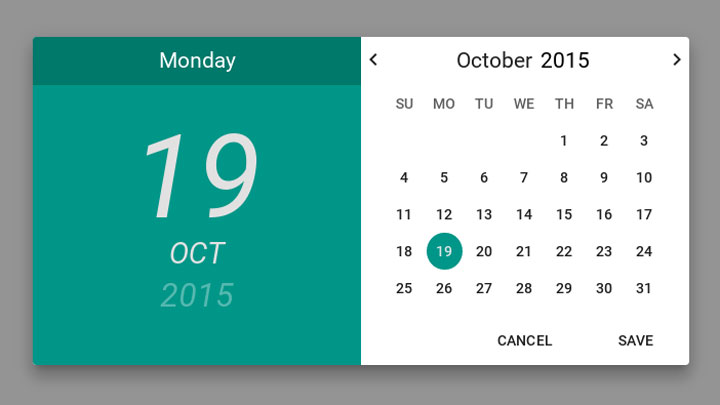 Monday
19
OCT
2015
October 2015
SU MO TU WE TH FR SA
1 2 3
4 5 6 7 8 9 10
11 12 13 14 15 16 17
18 19 20 21 22 23 24
25 26 27 28 29 30 31
CANCEL SAVE